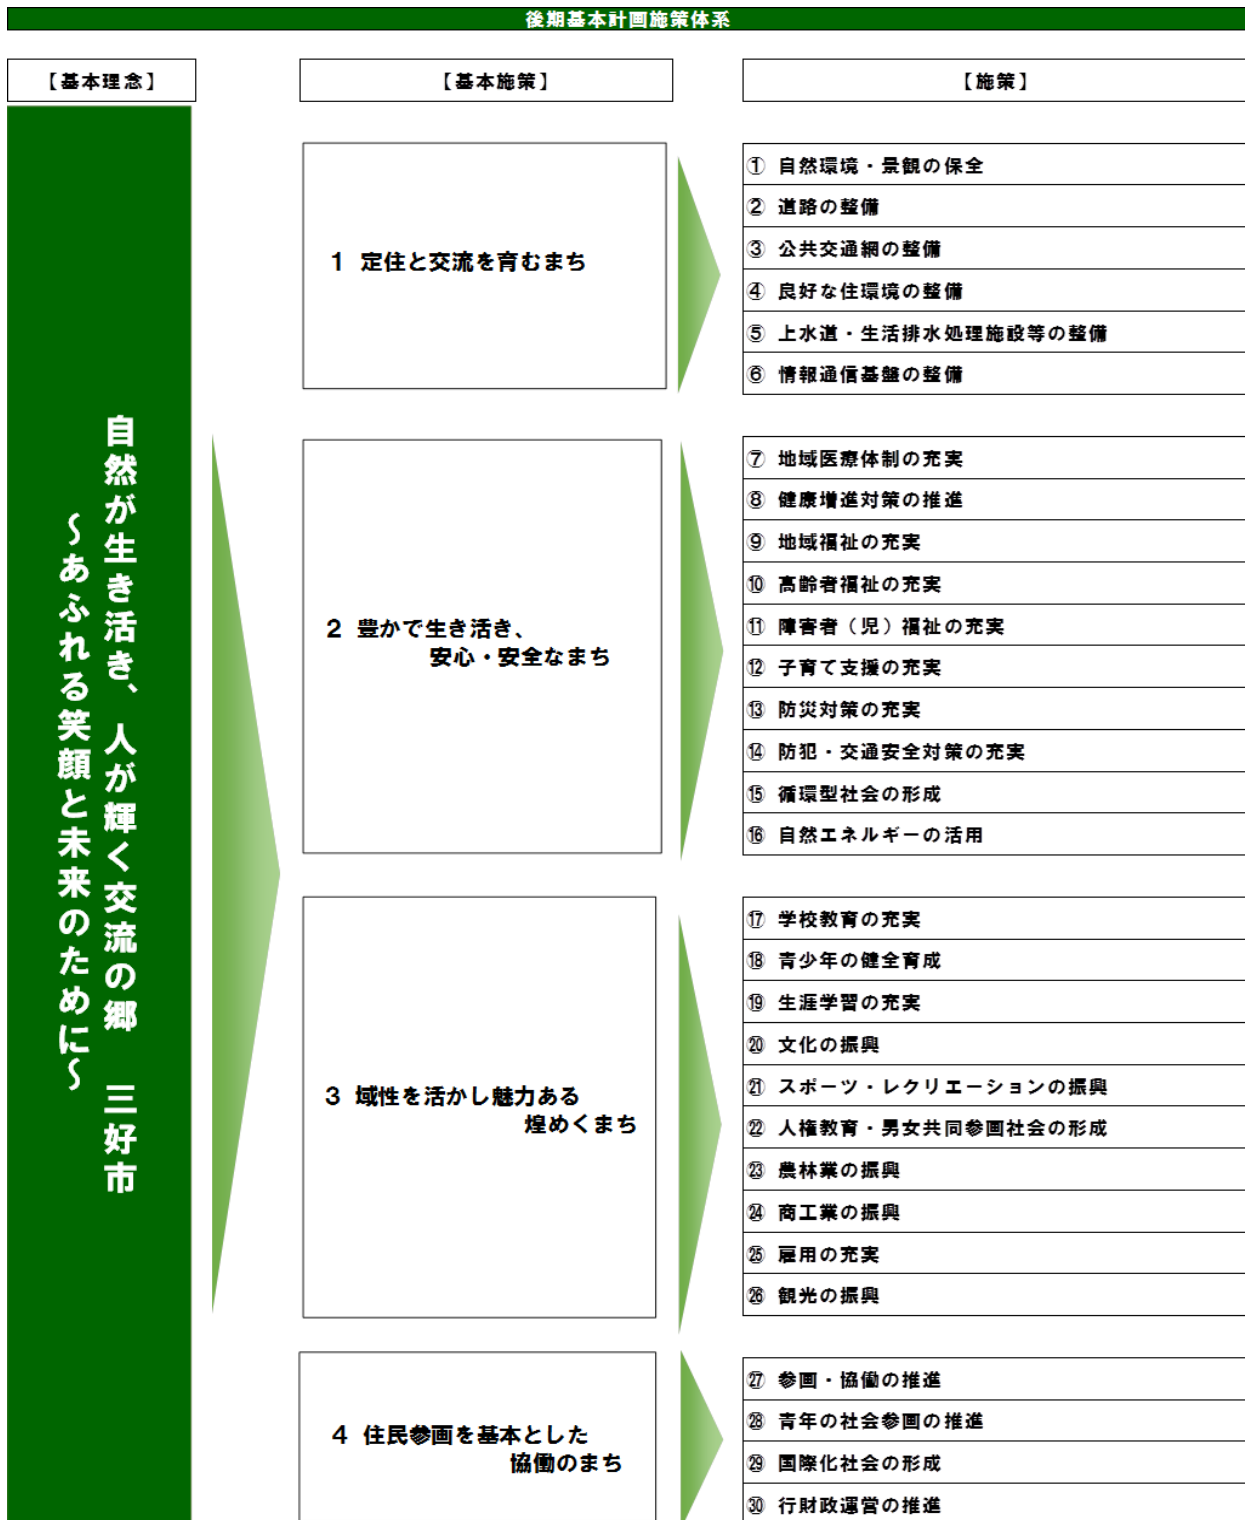 後期基本計画施策体系
【基本理念】
【基本施策】
【施策】
自然が生き活き、人が輝く交流の郷　三好市
～あふれる笑顔と未来のために～
1 定住と交流を育むまち
① 自然環境・景観の保全
② 道路の整備
③ 公共交通網の整備
④ 良好な住環境の整備
⑤ 上水道・生活排水処理施設等の整備
⑥ 情報通信基盤の整備
2 豊かで生き活き、
安心・安全なまち
⑦ 地域医療体制の充実
⑧ 健康増進対策の推進
⑨ 地域福祉の充実
⑩ 高齢者福祉の充実
⑪ 障害者（児）福祉の充実
⑫ 子育て支援の充実
⑬ 防災対策の充実
⑭ 防犯・交通安全対策の充実
⑮ 循環型社会の形成
⑯ 自然エネルギーの活用
3 域性を活かし魅力ある
煌めくまち
⑰ 学校教育の充実
⑱ 青少年の健全育成
⑲ 生涯学習の充実
⑳ 文化の振興
㉑ スポーツ・レクリエーションの振興
㉒ 人権教育・男女共同参画社会の形成
㉓ 農林業の振興
㉔ 商工業の振興
㉕ 雇用の充実
㉖ 観光の振興
4 住民参画を基本とした
協働のまち
㉗ 参画・協働の推進
㉘ 青年の社会参画の推進
㉙ 国際化社会の形成
㉚ 行財政運営の推進